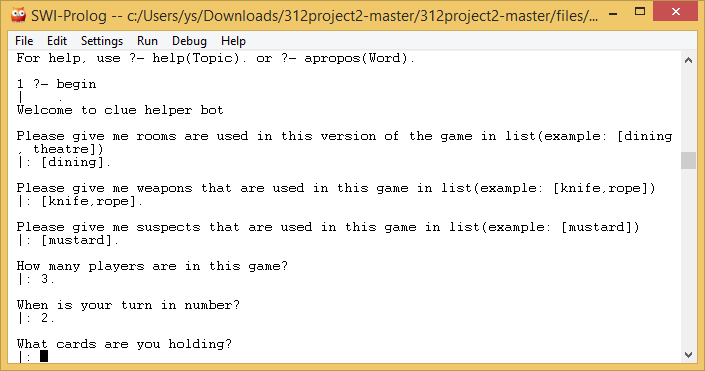 SWI-Prolog -- c:/Users/ys/Downloads/312project2-master/312project2-master/files/...
File Edit Settings Run Debug Help
For help, use ?- help(Topic). or ?- apropos(Word).
1 ?- begin
|    .
Welcome to clue helper bot
Please give me rooms are used in this version of the game in list(example: [dining
, theatre])
|: [dining].
Please give me weapons that are used in this game in list(example: [knife,rope])
|: [knife,rope].
Please give me suspects that are used in this game in list(example: [mustard])
|: [mustard].
How many players are in this game?
|: 3.
When is your turn in number?
|: 2.
What cards are you holding?
|: